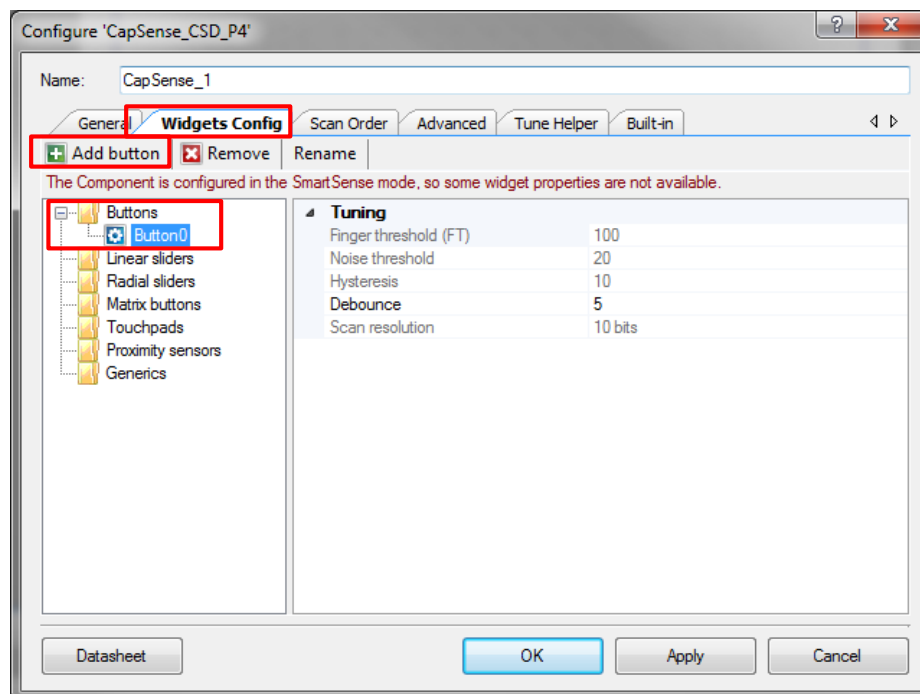 Configure 'CapSense_CSD_P4'
Name: CapSense_1
General Widgets Config Scan Order Advanced Tune Helper Built-in
Add button Remove Rename
The Component is configured in the SmartSense mode, so some widget properties are not available.
Buttons
Button0
Linear sliders
Radial sliders
Matrix buttons
Touchpads
Proximity sensors
Generics
Tuning
Finger threshold (FT) 100
Noise threshold 20
Hysteresis 10
Debounce 5
Scan resolution 10 bits
Datasheet OK Apply Cancel